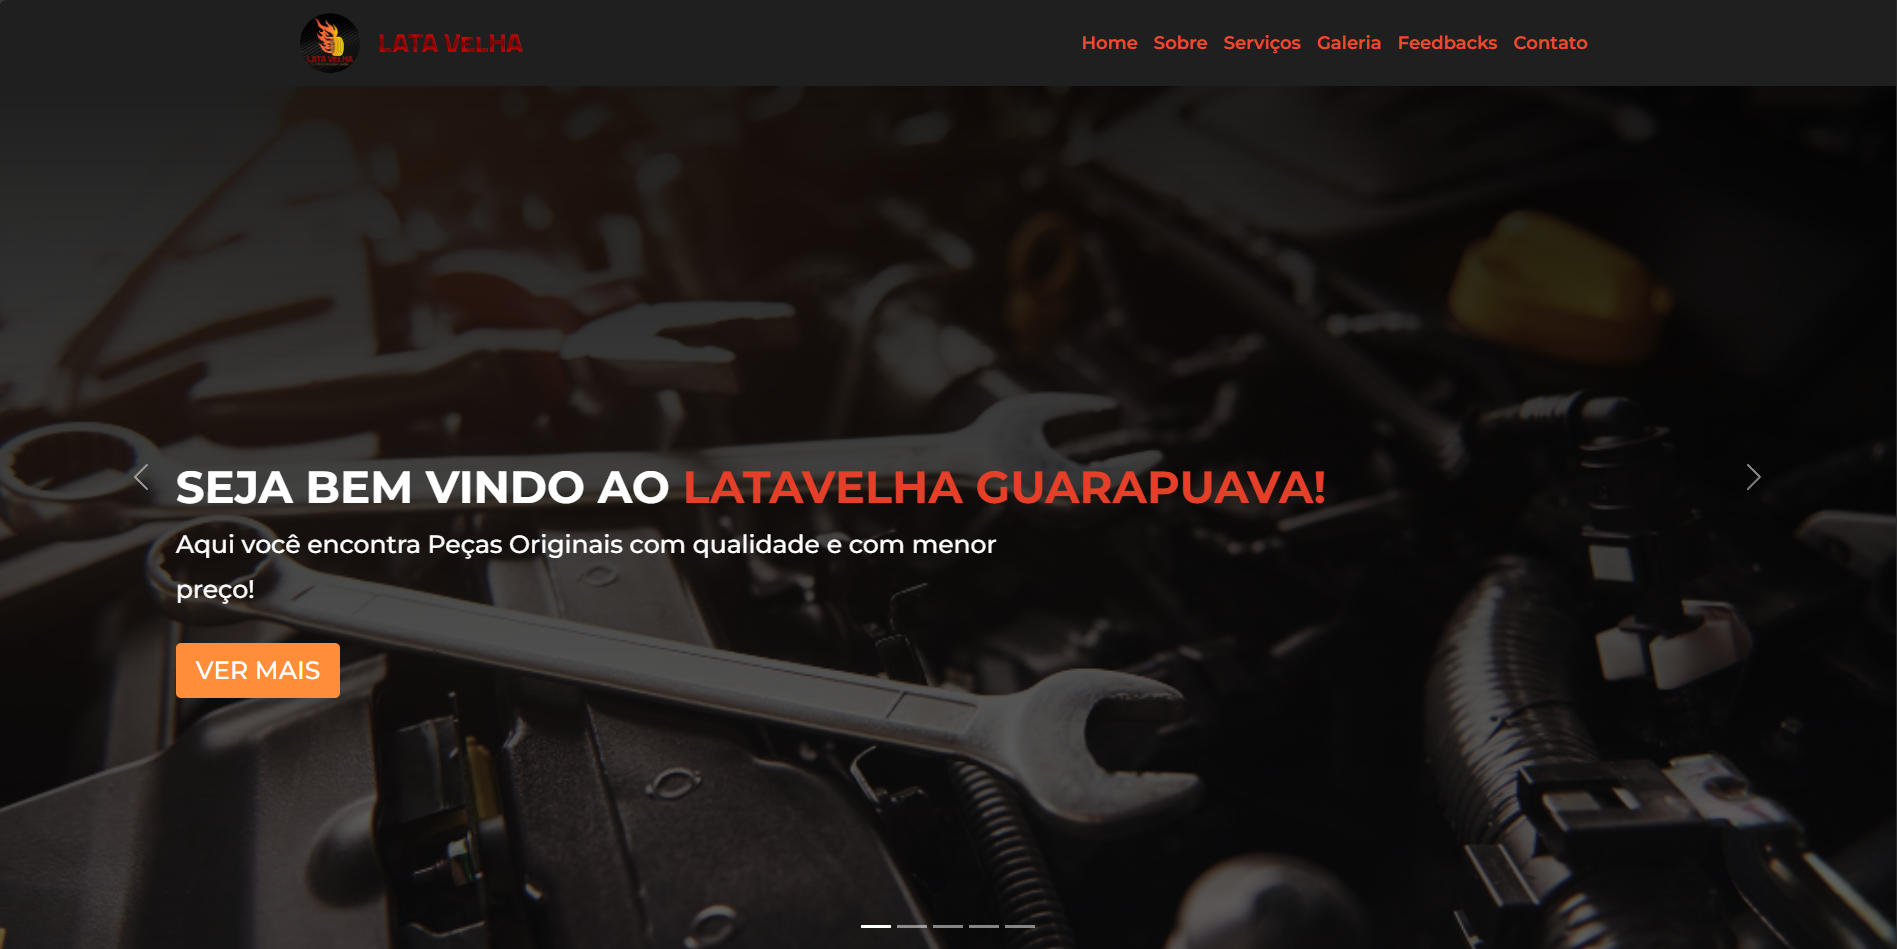 LATA VELHA
LATA VELHA
Home Sobre Serviços Galeria Feedbacks Contato
SEJA BEM VINDO AO LATAVELHA GUARAPUAVA!
Aqui você encontra Peças Originais com qualidade e com menor
preço!
VER MAIS